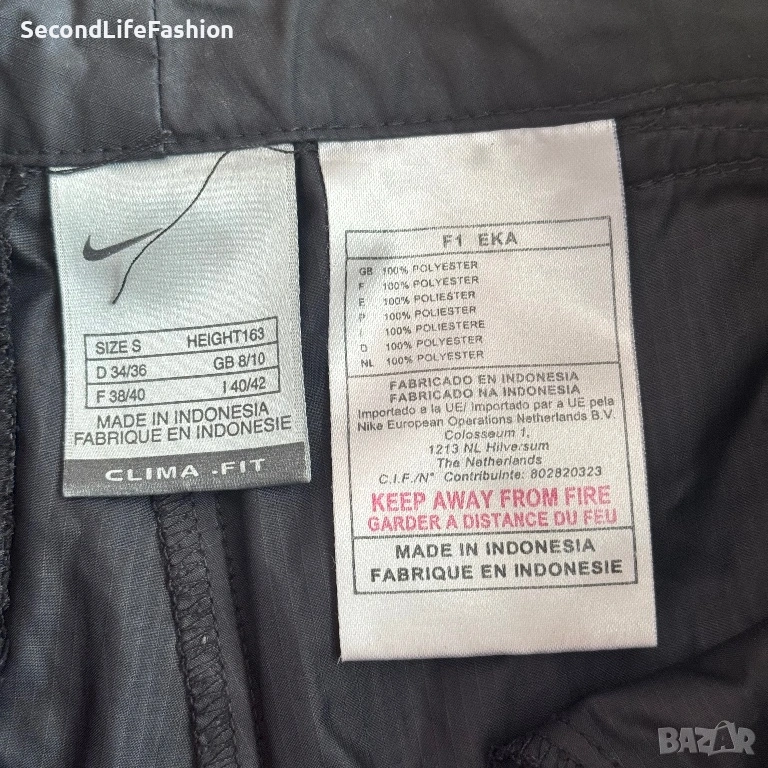 SecondLifeFashion
SIZE S HEIGHT163
D 34/36 GB 8/10
F 38/40 I 40/42
MADE IN INDONESIA
FABRIQUE EN INDONESIE
CLIMA .FIT
F1 EKA
GB 100% POLYESTER
F 100% POLYESTER
E 100% POLIESTER
P 100% POLIESTER
I 100% POLIESTERE
D 100% POLYESTER
NL 100% POLYESTER
FABRICADO EN INDONESIA
FABRICADO NA INDONESIA
Importado a la UE/ Importado par a UE pela
Nike European Operations Netherlands B.V.
Colosseum 1,
1213 NL Hilversum
The Netherlands
C.I.F./N° Contribuinte: 802820323
KEEP AWAY FROM FIRE
GARDER A DISTANCE DU FEU
MADE IN INDONESIA
FABRIQUE EN INDONESIE
BAZAR